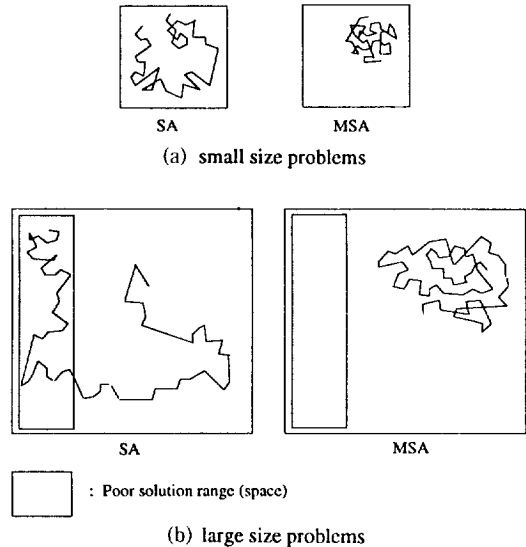 SA
MSA
(a) small size problems
SA
MSA
: Poor solution range (space)
(b) large size problems